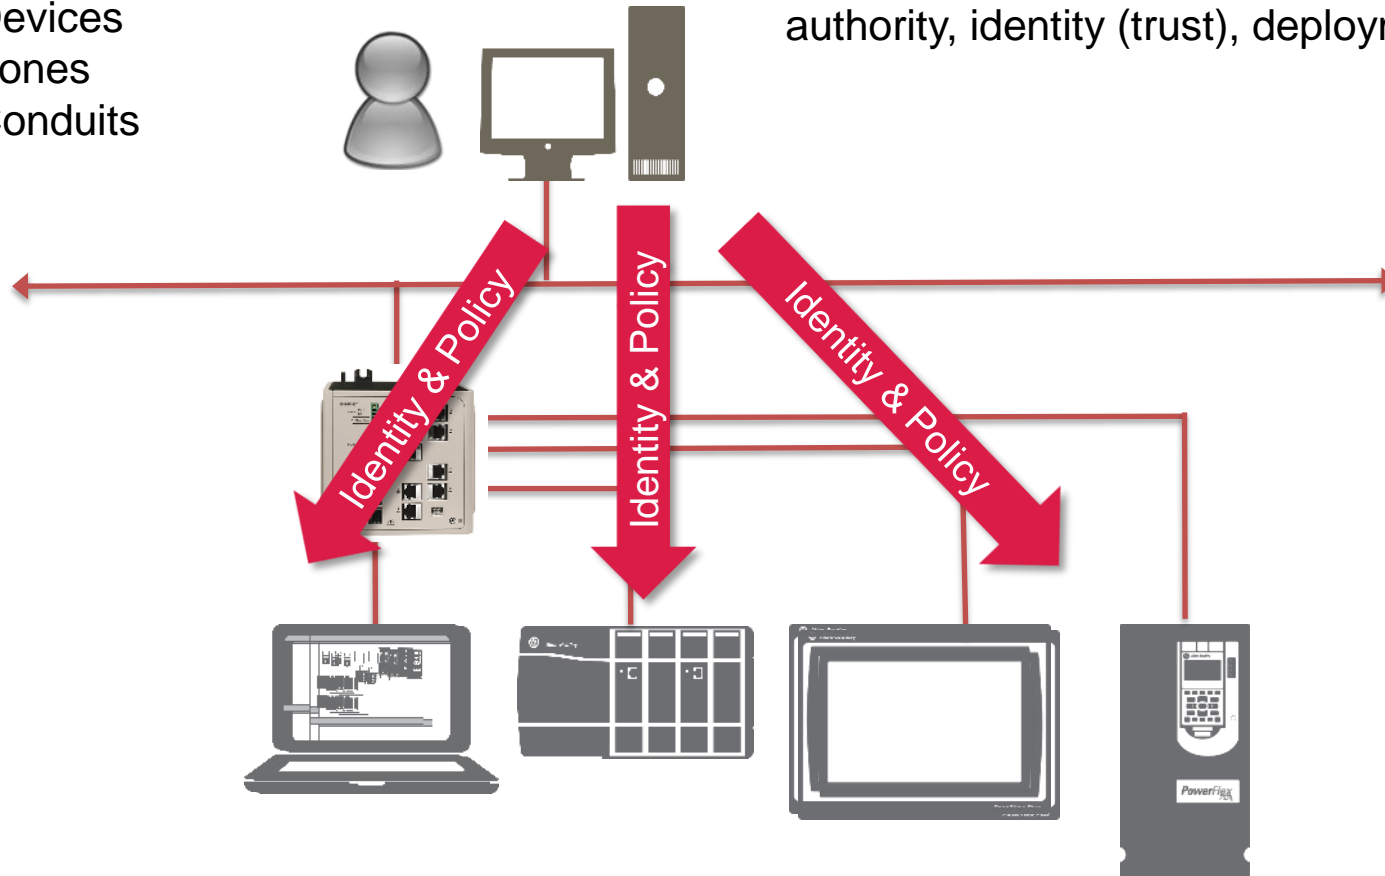 evices
ones
onduits
authority, identity (trust), deploy
Identity & Policy
Identity & Policy
Identity & Policy
PowerFlex